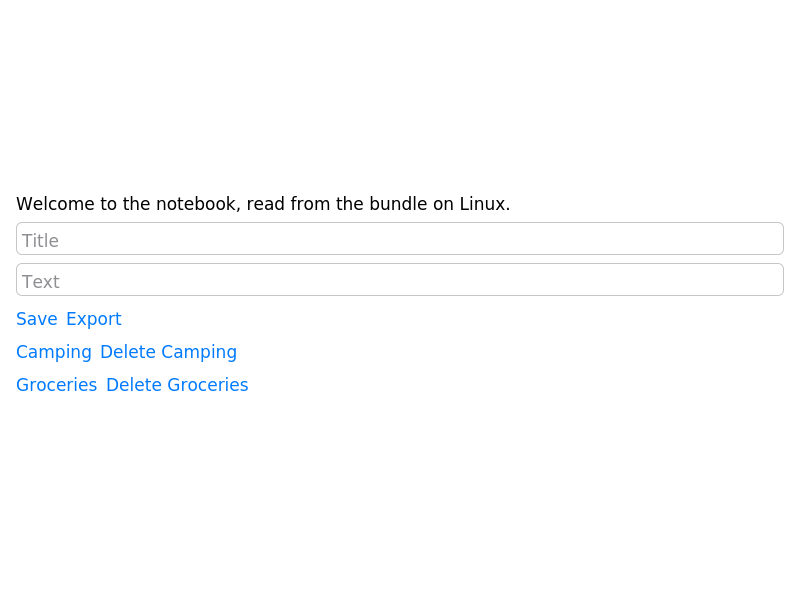 Welcome to the notebook, read from the bundle on Linux.
Title
Text
Save Export
Camping Delete Camping
Groceries Delete Groceries